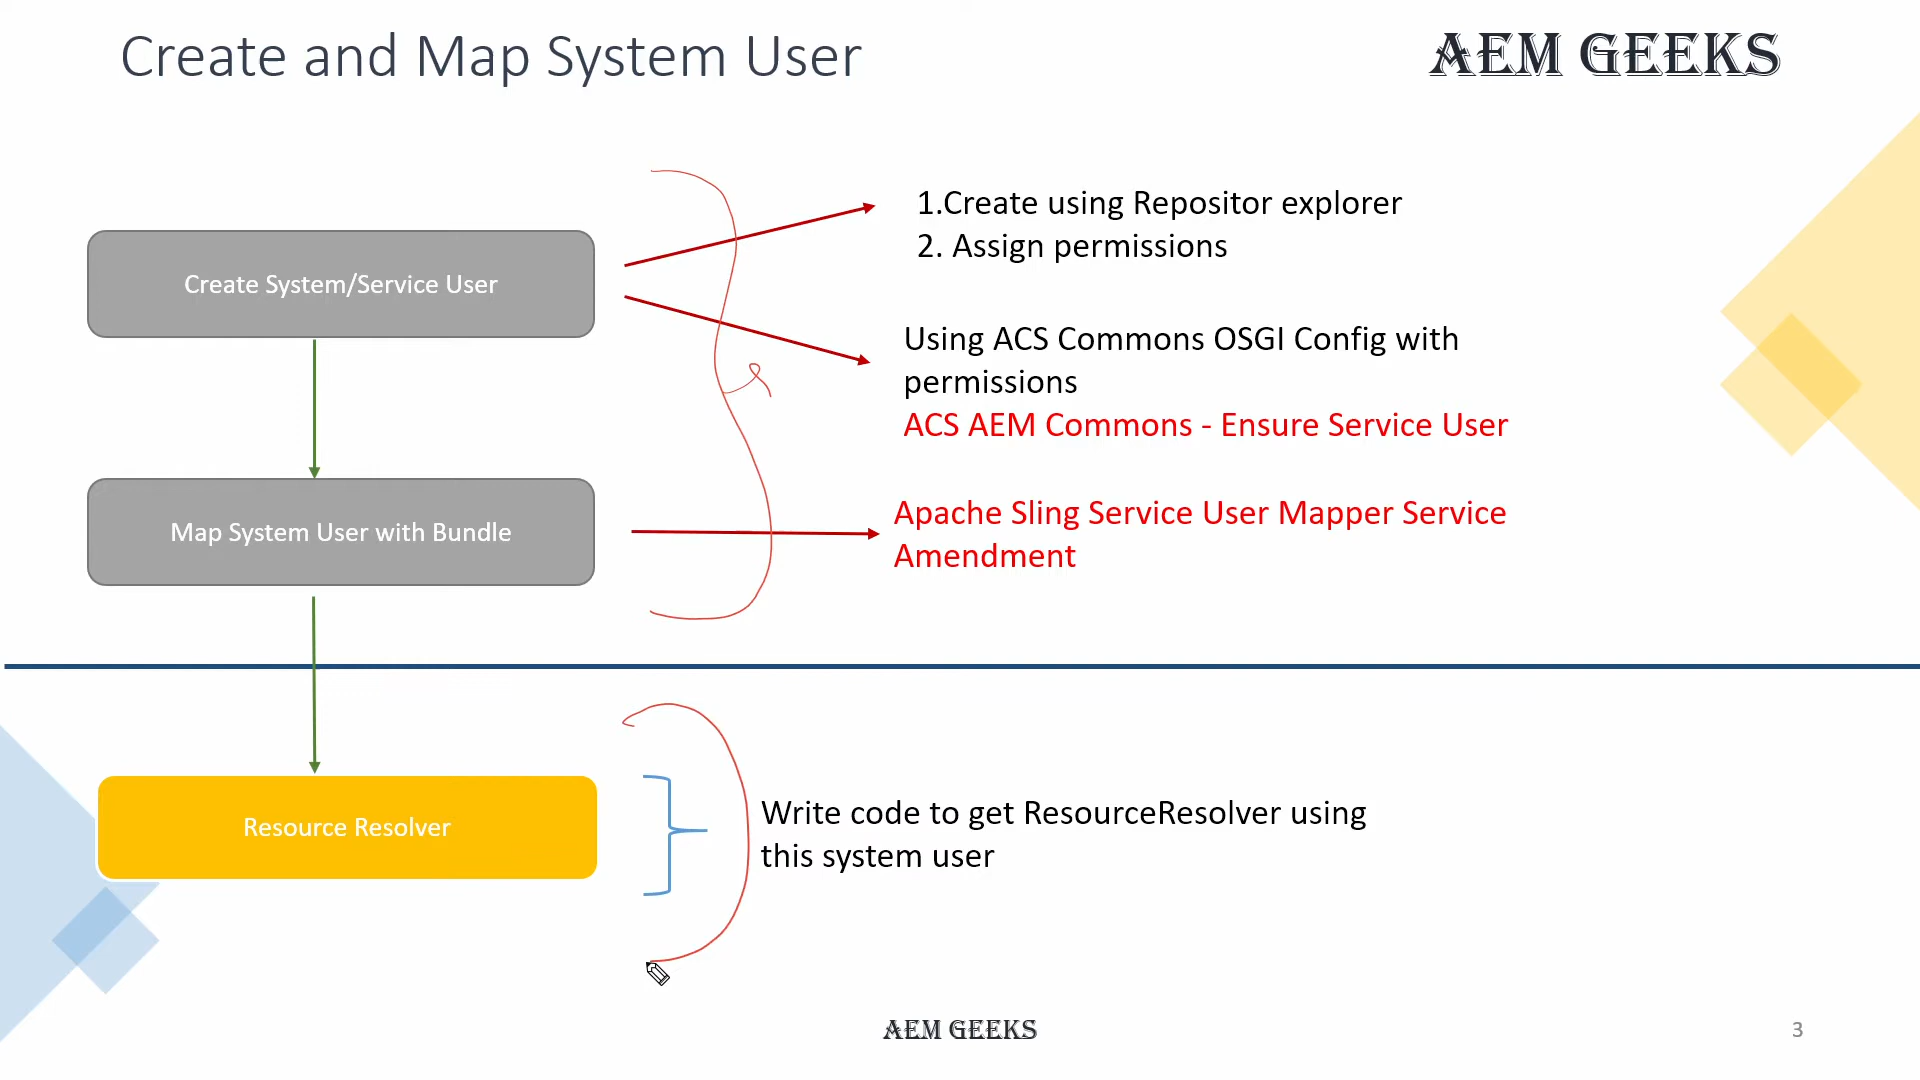 Create and Map System User
AEM GEEKS
1.Create using Repositor explorer
2. Assign permissions
Create System/Service User
Using ACS Commons OSGI Config with
permissions
ACS AEM Commons - Ensure Service User
Map System User with Bundle
Apache Sling Service User Mapper Service
Amendment
Resource Resolver
Write code to get ResourceResolver using
this system user
AEM GEEKS
3